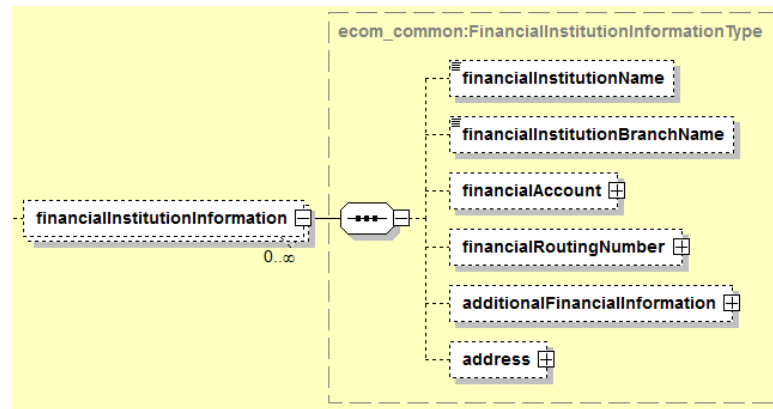 ecom_common:FinancialInstitutionInformationType
financialInstitutionName
financialInstitutionBranchName
financialAccount
financialInstitutionInformation
0..∞
financialRoutingNumber
additionalFinancialInformation
address